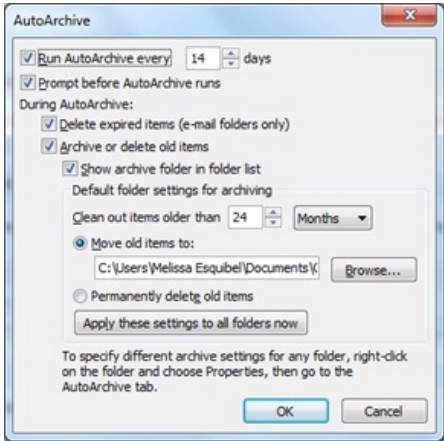 AutoArchive
Run AutoArchive every 14 days
Prompt before AutoArchive runs
During AutoArchive:
Delete expired items (e-mail folders only)
Archive or delete old items
Show archive folder in folder list
Default folder settings for archiving
Clean out items older than 24 Months
Move old items to:
C:\Users\Melissa Esquibel\Documents\ Browse...
Permanently delete old items
Apply these settings to all folders now
To specify different archive settings for any folder, right-click
on the folder and choose Properties, then go to the
AutoArchive tab.
OK Cancel